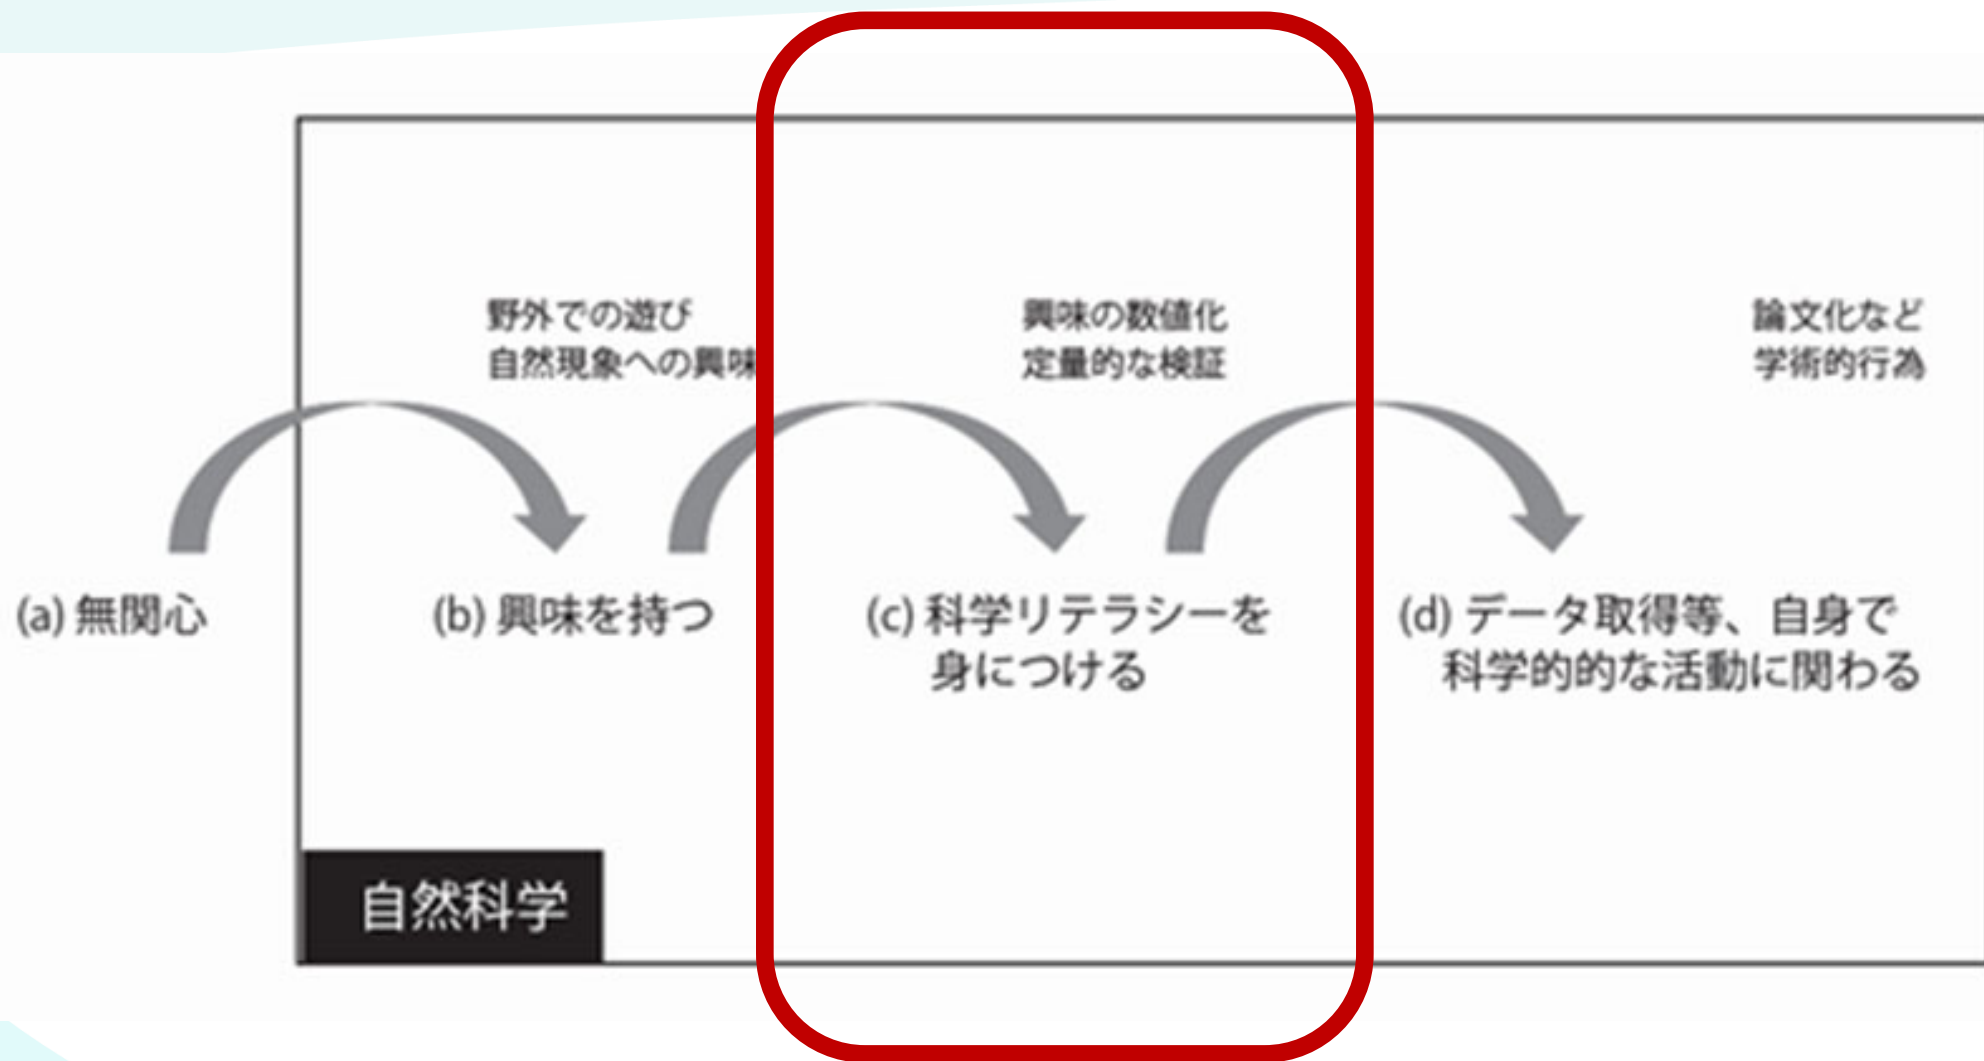 野外での遊び
自然現象への興味
興味の数値化
定量的な検証
論文化など
学術的行為
(a) 無関心
(b) 興味を持つ
(c) 科学リテラシーを
身につける
(d) データ取得等、自身で
科学的的な活動に関わる
自然科学